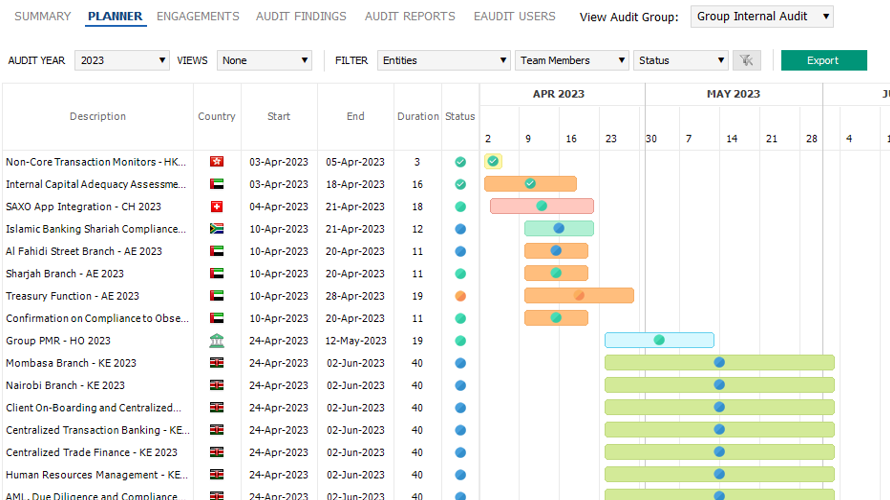 SUMMARY PLANNER ENGAGEMENTS AUDIT FINDINGS AUDIT REPORTS EAUDIT USERS View Audit Group: Group Internal Audit
AUDIT YEAR 2023 VIEWS None FILTER Entities Team Members Status Export
APR 2023 MAY 2023 JU
Description Country Start End Duration Status
2 9 16 23 30 7 14 21 28 4 1
Non-Core Transaction Monitors - HK... 03-Apr-2023 05-Apr-2023 3
Internal Capital Adequacy Assessme... 03-Apr-2023 18-Apr-2023 16
SAXO App Integration - CH 2023 04-Apr-2023 21-Apr-2023 18
Islamic Banking Shariah Compliance... 10-Apr-2023 21-Apr-2023 12
Al Fahidi Street Branch - AE 2023 10-Apr-2023 20-Apr-2023 11
Sharjah Branch - AE 2023 10-Apr-2023 20-Apr-2023 11
Treasury Function - AE 2023 10-Apr-2023 28-Apr-2023 19
Confirmation on Compliance to Obse... 10-Apr-2023 20-Apr-2023 11
Group PMR - HO 2023 24-Apr-2023 12-May-2023 19
Mombasa Branch - KE 2023 24-Apr-2023 02-Jun-2023 40
Nairobi Branch - KE 2023 24-Apr-2023 02-Jun-2023 40
Client On-Boarding and Centralized... 24-Apr-2023 02-Jun-2023 40
Centralized Transaction Banking - KE... 24-Apr-2023 02-Jun-2023 40
Centralized Trade Finance - KE 2023 24-Apr-2023 02-Jun-2023 40
Human Resources Management - KE... 24-Apr-2023 02-Jun-2023 40
AML, Due Diligence and Compliance... 24-Apr-2023 02-Jun-2023 40